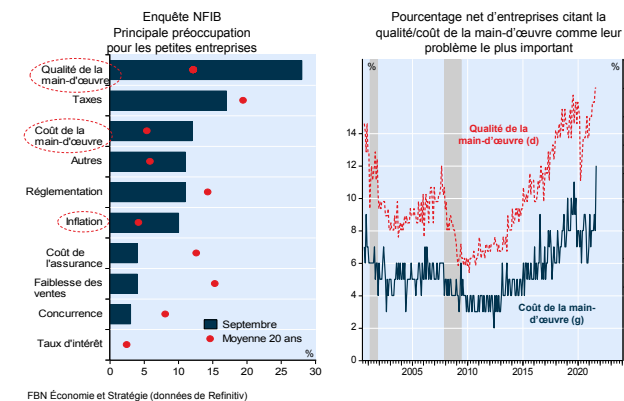 Enquête NFIB
Principale préoccupation
pour les petites entreprises
Qualité de la
main-d'œuvre
Taxes
Coût de la
main-d'œuvre
Autres
Réglementation
Inflation
Coût de
l'assurance
Faiblesse des
ventes
Concurrence
Taux d'intérêt
Septembre
Moyenne 20 ans
%
0 5 10 15 20 25 30
Pourcentage net d'entreprises citant la
qualité/coût de la main-d'œuvre comme leur
problème le plus important
% %
Qualité de la
main-d'œuvre (d)
14
12
10
8
6
4
2
0
Coût de la main-
d'œuvre (g)
2005 2010 2015 2020
FBN Économie et Stratégie (données de Refinitiv)